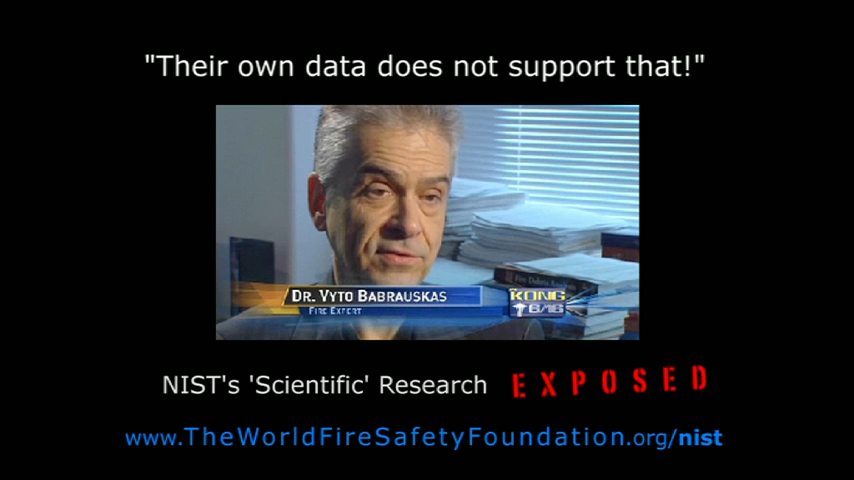 "Their own data does not support that!"
DR. VYTO BABRAUSKAS
FIRE EXPERT
KONG
6/16
NIST's 'Scientific' Research EXPOSED
www.TheWorldFireSafetyFoundation.org/nist